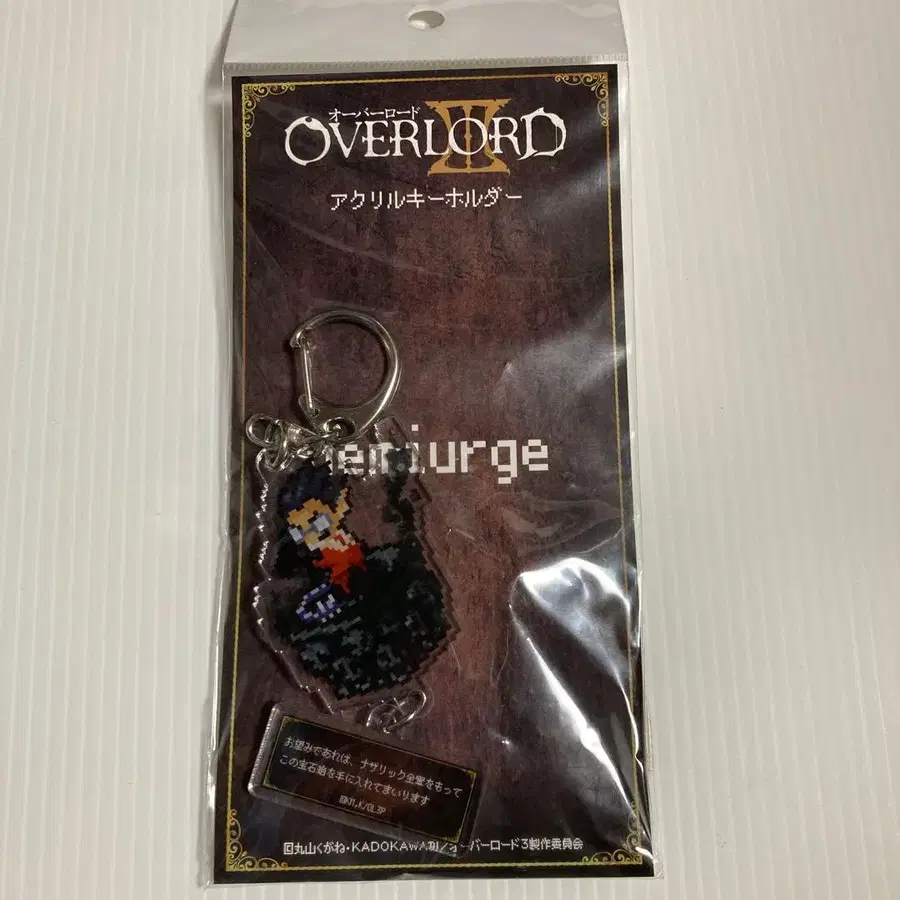 オーバーロード
OVERLORD III
アクリルキーホルダー
emiurge
お望みであれば、ナザリック全軍をもって
この宝石箱を手に入れてまいります
©丸山くがね・KADOKAWA刊/オーバーロード3製作委員会